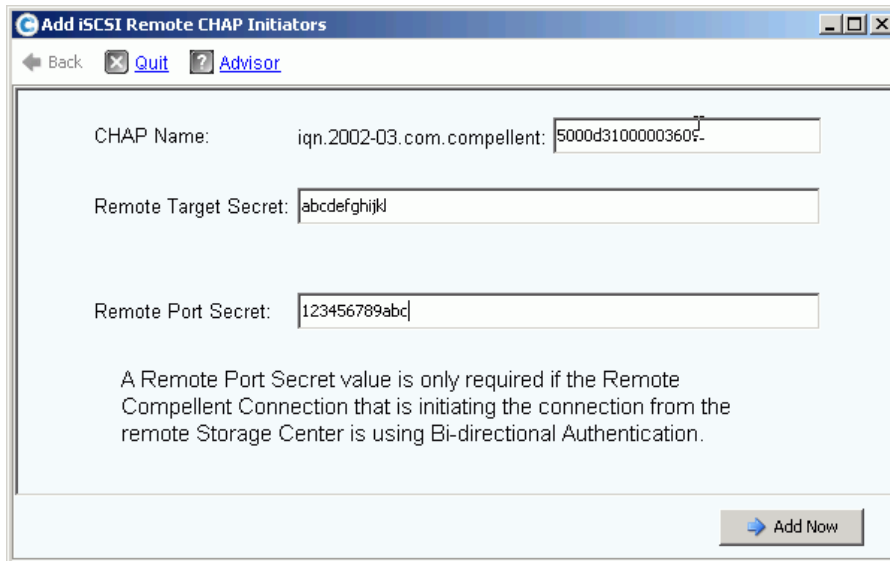 Add iSCSI Remote CHAP Initiators
Back Quit ? Advisor
CHAP Name: iqn.2002-03.com.compellent:
Remote Target Secret: abcdefghijkl
Remote Port Secret: 123456789abc
A Remote Port Secret value is only required if the Remote
Compellent Connection that is initiating the connection from the
remote Storage Center is using Bi-directional Authentication.
Add Now